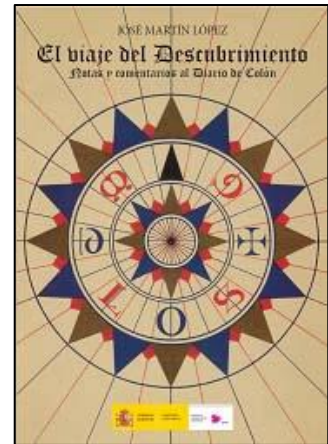 JOSÉ MARTÍN LÓPEZ
El viaje del Descubrimiento
Notas y comentarios al Diario de Colón
D
S
O
L
M